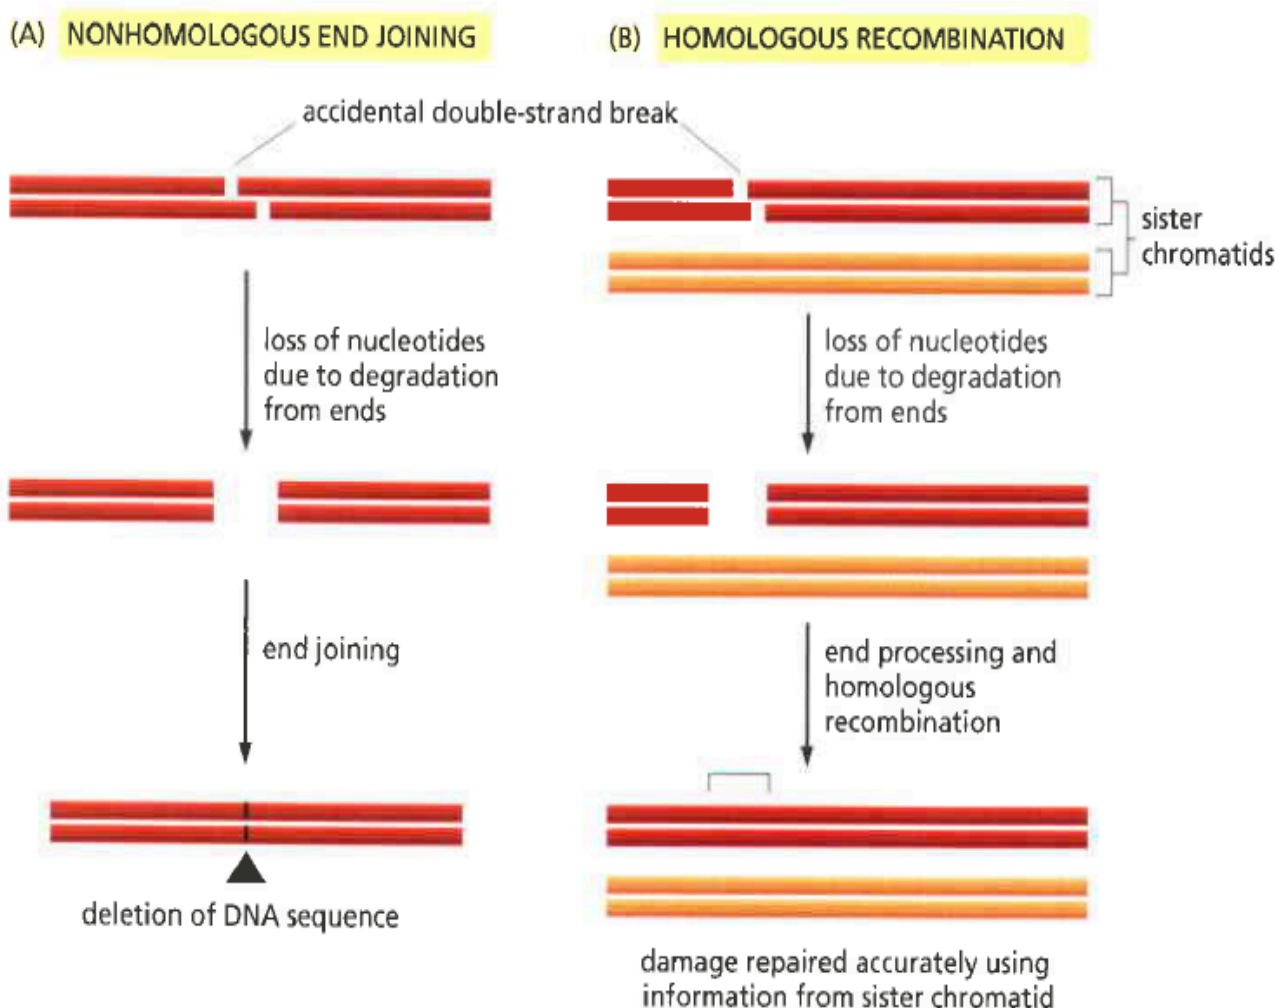 (A) NONHOMOLOGOUS END JOINING
(B) HOMOLOGOUS RECOMBINATION
accidental double-strand break
sister
chromatids
loss of nucleotides
due to degradation
from ends
loss of nucleotides
due to degradation
from ends
end joining
end processing and
homologous
recombination
deletion of DNA sequence
damage repaired accurately using
information from sister chromatid